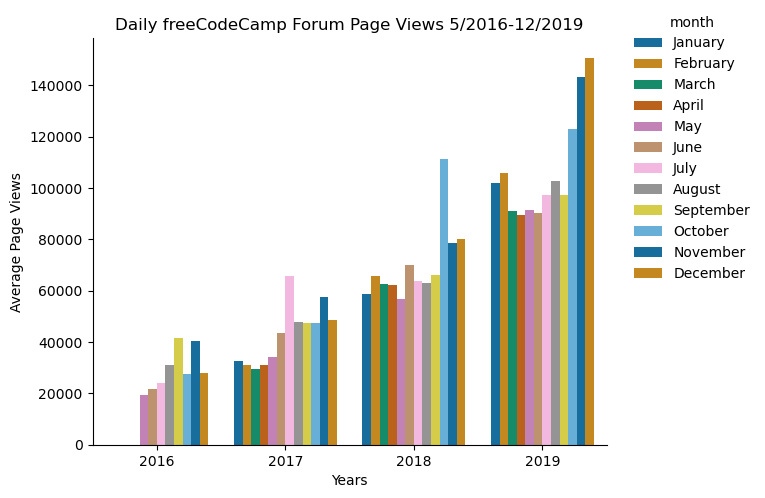 Daily freeCodeCamp Forum Page Views 5/2016-12/2019
month
January
February
March
April
May
June
July
August
September
October
November
December
Average Page Views
140000
120000
100000
80000
60000
40000
20000
0
2016 2017 2018 2019
Years